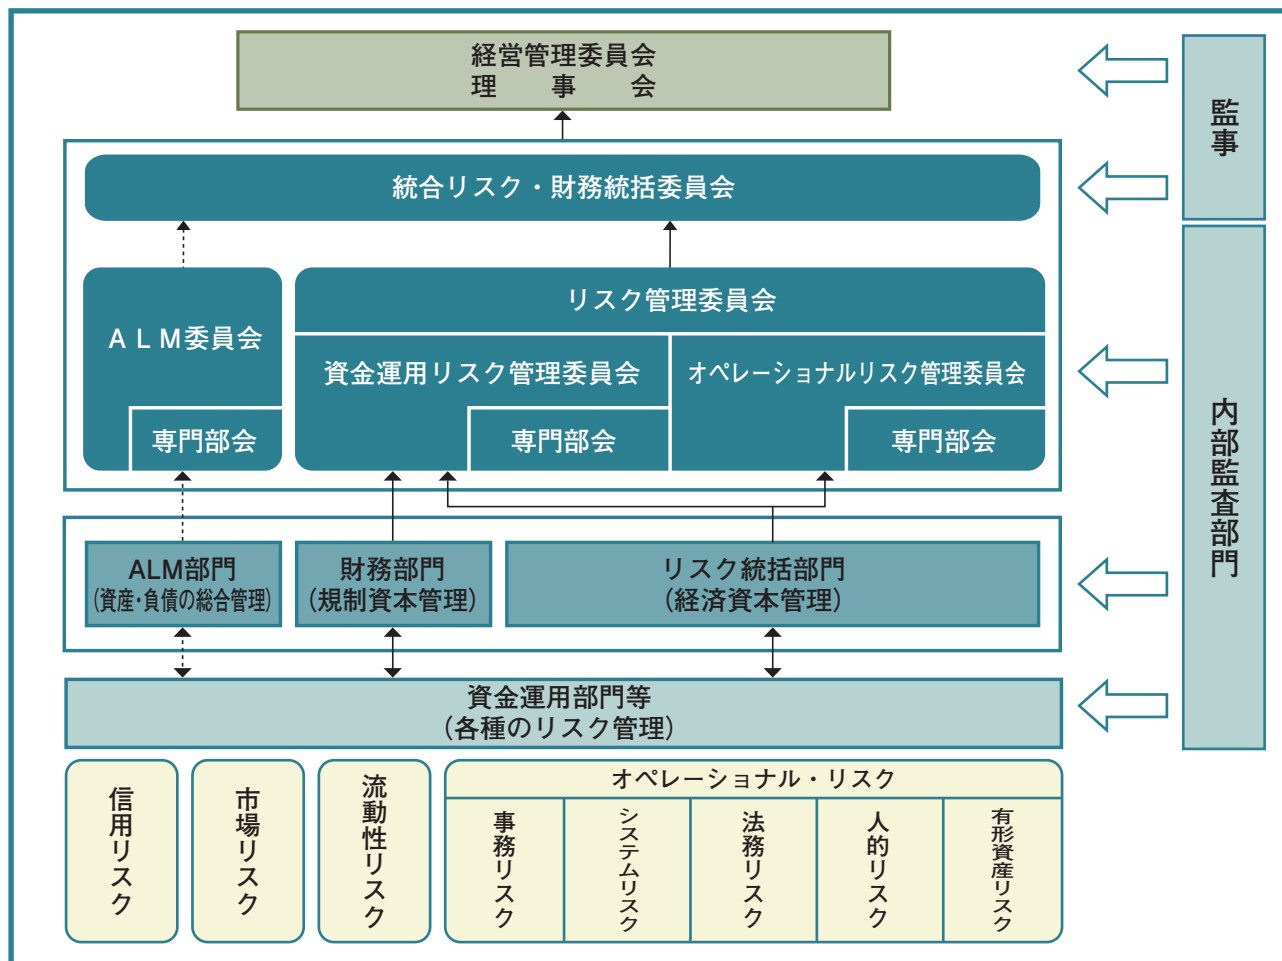 経営管理委員会
理事会
統合リスク・財務統括委員会
ALM委員会
専門部会
リスク管理委員会
資金運用リスク管理委員会
専門部会
オペレーショナルリスク管理委員会
専門部会
ALM部門
(資産・負債の総合管理)
財務部門
(規制資本管理)
リスク統括部門
(経済資本管理)
資金運用部門等
(各種のリスク管理)
信用リスク
市場リスク
流動性リスク
オペレーショナル・リスク
事務リスク
システムリスク
法務リスク
人的リスク
有形資産リスク
監事
内部監査部門